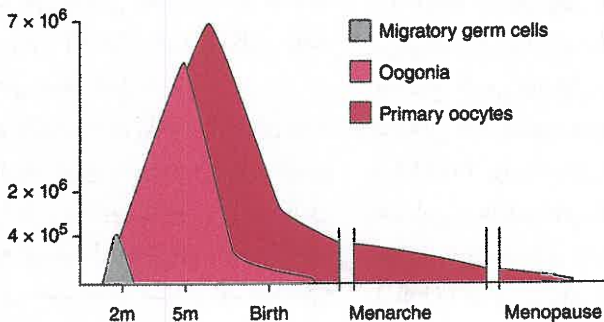 7 × 10⁶
Migratory germ cells
Oogonia
Primary oocytes
2 × 10⁶
4 × 10⁵
2m 5m Birth Menarche Menopause